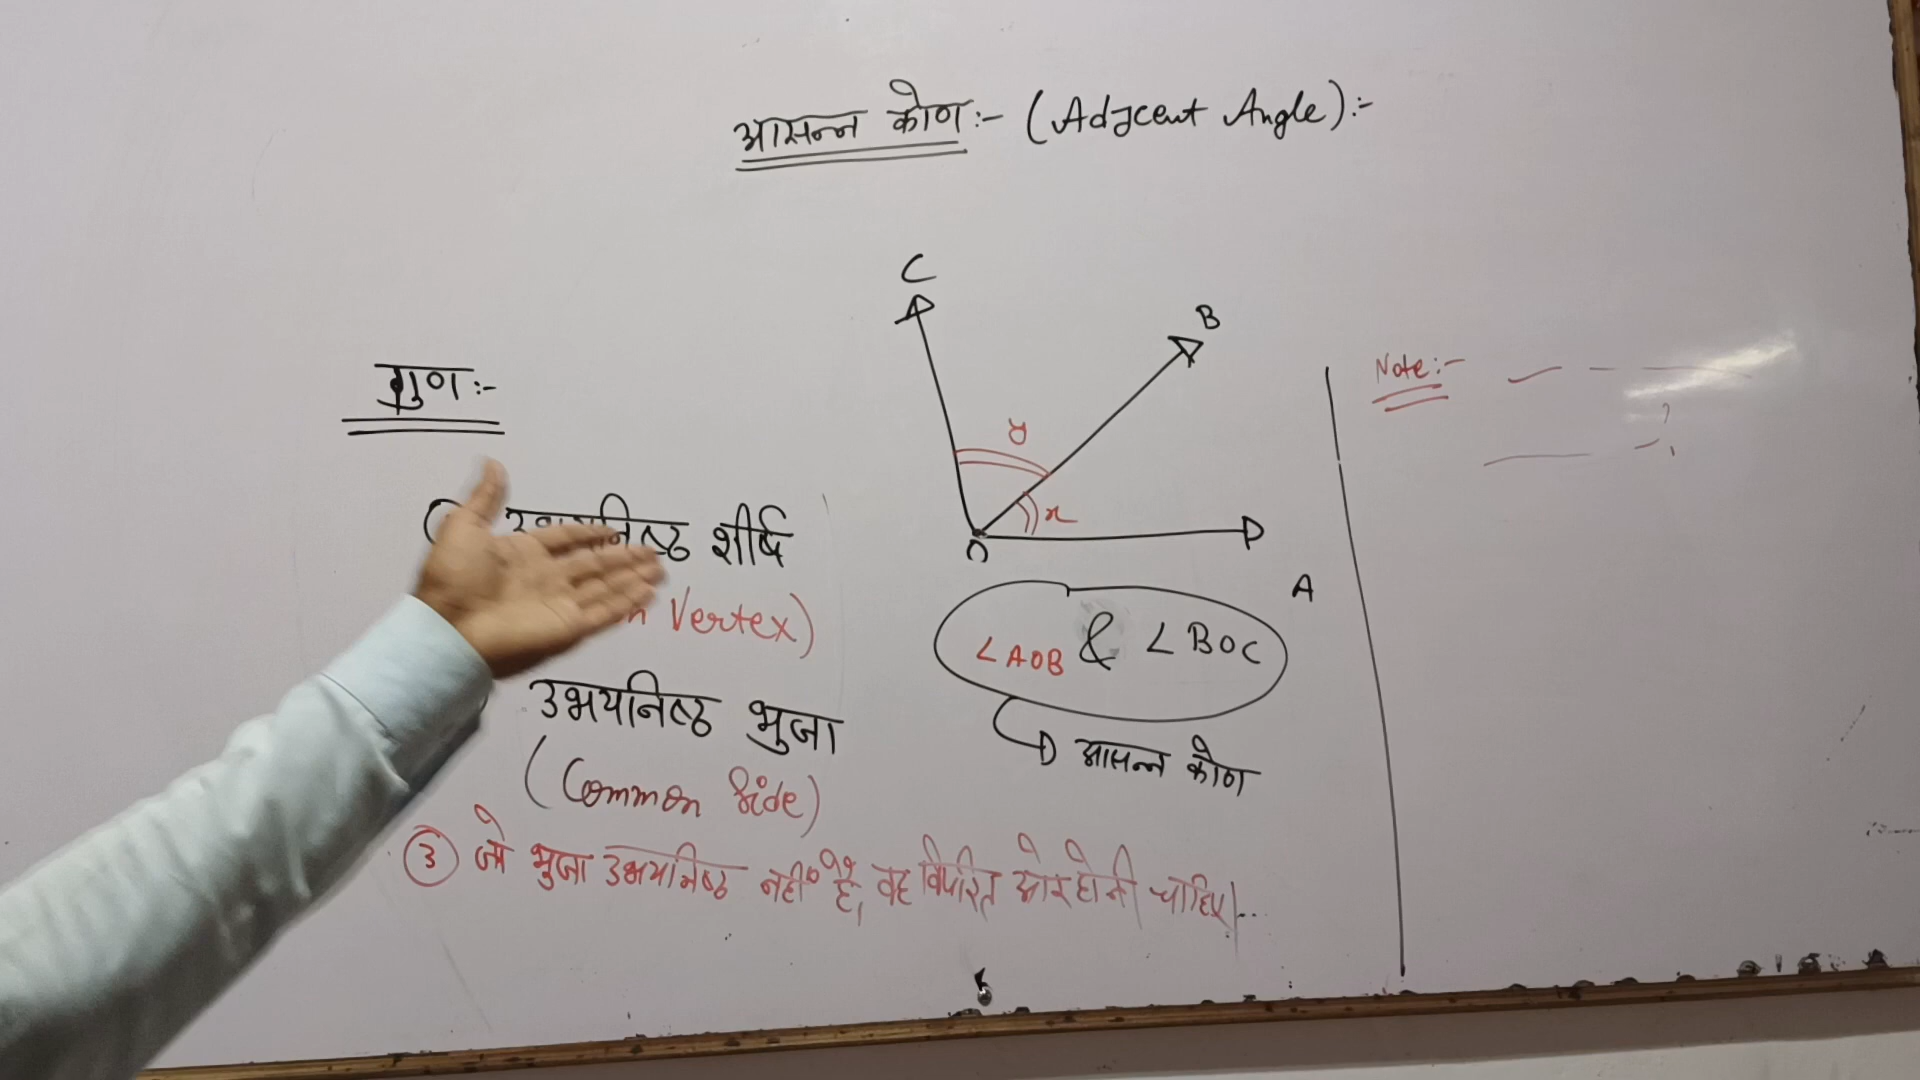 आसन्न कोण:- (Adjcent Angle):-
C
B
गुण:-
Note:-
y
x
शीर्ष
O
A
Vertex)
∠AOB & ∠BOC
उभयनिष्ठ भुजा
आसन्न कोण
(Common Side)
③ जो भुजा उभयनिष्ठ नहीं है, वह विपरित ओर होनी चाहिए।..